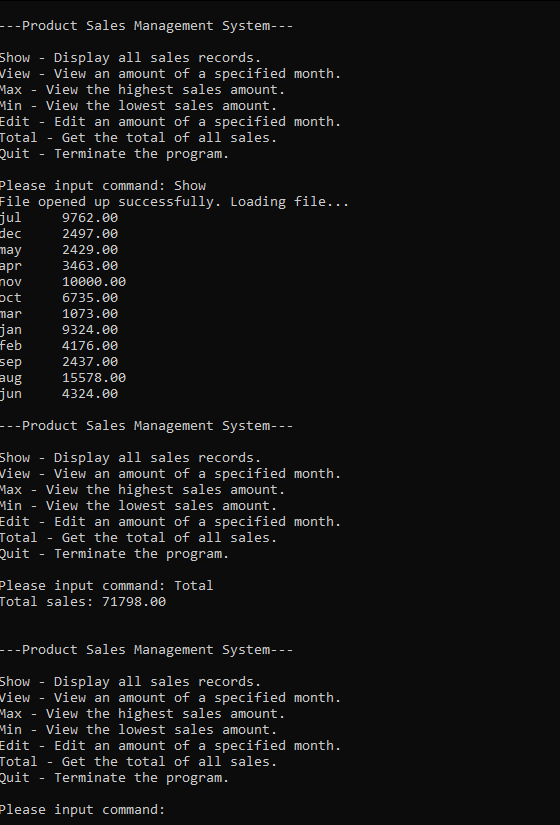 ---Product Sales Management System---
Show - Display all sales records.
View - View an amount of a specified month.
Max - View the highest sales amount.
Min - View the lowest sales amount.
Edit - Edit an amount of a specified month.
Total - Get the total of all sales.
Quit - Terminate the program.
Please input command: Show
File opened up successfully. Loading file...
jul 9762.00
dec 2497.00
may 2429.00
apr 3463.00
nov 10000.00
oct 6735.00
mar 1073.00
jan 9324.00
feb 4176.00
sep 2437.00
aug 15578.00
jun 4324.00
---Product Sales Management System---
Show - Display all sales records.
View - View an amount of a specified month.
Max - View the highest sales amount.
Min - View the lowest sales amount.
Edit - Edit an amount of a specified month.
Total - Get the total of all sales.
Quit - Terminate the program.
Please input command: Total
Total sales: 71798.00
---Product Sales Management System---
Show - Display all sales records.
View - View an amount of a specified month.
Max - View the highest sales amount.
Min - View the lowest sales amount.
Edit - Edit an amount of a specified month.
Total - Get the total of all sales.
Quit - Terminate the program.
Please input command: